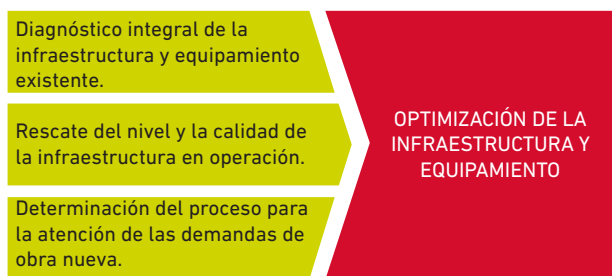 Diagnóstico integral de la
infraestructura y equipamiento
existente.
Rescate del nivel y la calidad de
la infraestructura en operación.
Determinación del proceso para
la atención de las demandas de
obra nueva.
OPTIMIZACIÓN DE LA
INFRAESTRUCTURA Y
EQUIPAMIENTO